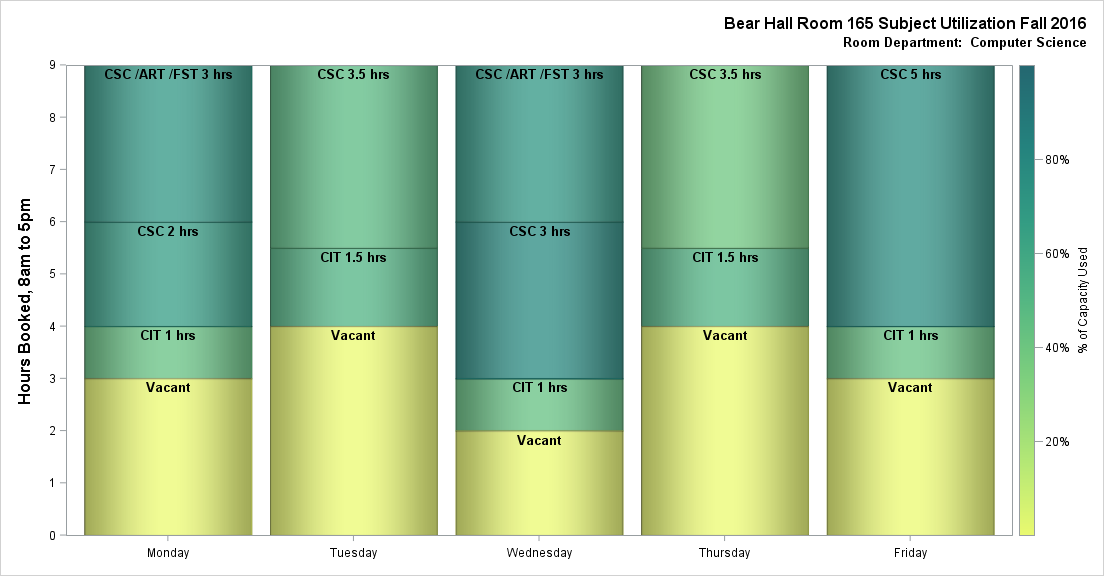 Bear Hall Room 165 Subject Utilization Fall 2016
Room Department:  Computer Science
Hours Booked, 8am to 5pm
9
8
7
6
5
4
3
2
1
0
CSC /ART /FST 3 hrs
CSC 2 hrs
CIT 1 hrs
Vacant
CSC 3.5 hrs
CIT 1.5 hrs
Vacant
CSC /ART /FST 3 hrs
CSC 3 hrs
CIT 1 hrs
Vacant
CSC 3.5 hrs
CIT 1.5 hrs
Vacant
CSC 5 hrs
CIT 1 hrs
Vacant
Monday
Tuesday
Wednesday
Thursday
Friday
80%
60%
40%
20%
% of Capacity Used